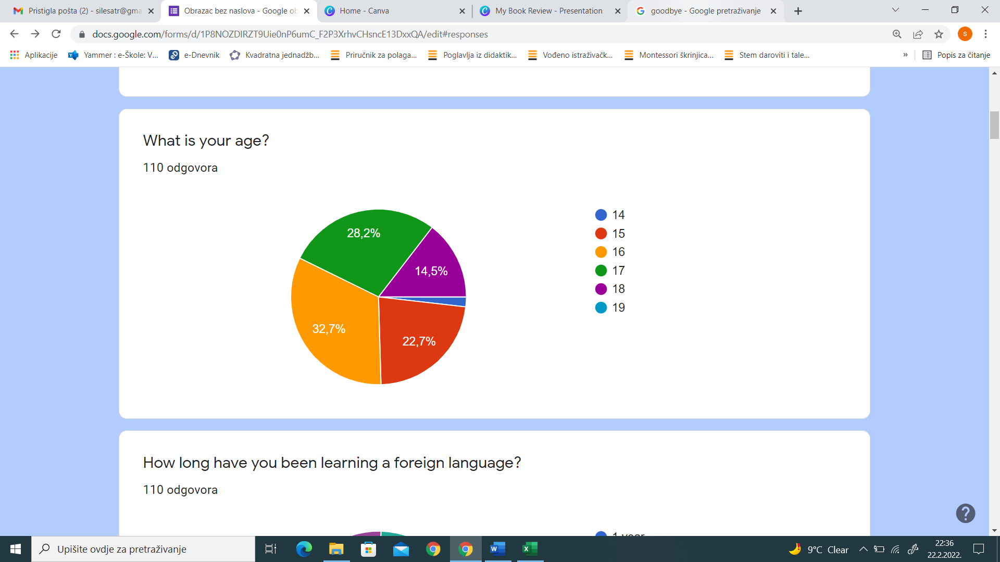 Pristigla pošta (2) - silesatr@gma
Obrazac bez naslova - Google ob
Home - Canva
My Book Review - Presentation
goodbye - Google pretraživanje
docs.google.com/forms/d/1P8NOZDIRZT9Uie0nP6umC_F2P3XrhvCHsncE13DxxQA/edit#responses
S
Aplikacije
Yammer : e-Škole: V...
e-Dnevnik
Kvadratna jednadžb...
Priručnik za polaga...
Poglavlja iz didaktik...
Vođeno istraživačk...
Montessori škrinjica...
Stem daroviti i tale...
»
Popis za čitanje
What is your age?
110 odgovora
28,2%
14,5%
32,7%
22,7%
14
15
16
17
18
19
How long have you been learning a foreign language?
110 odgovora
1 year
Upišite ovdje za pretraživanje
9°C Clear
22:36
22.2.2022.